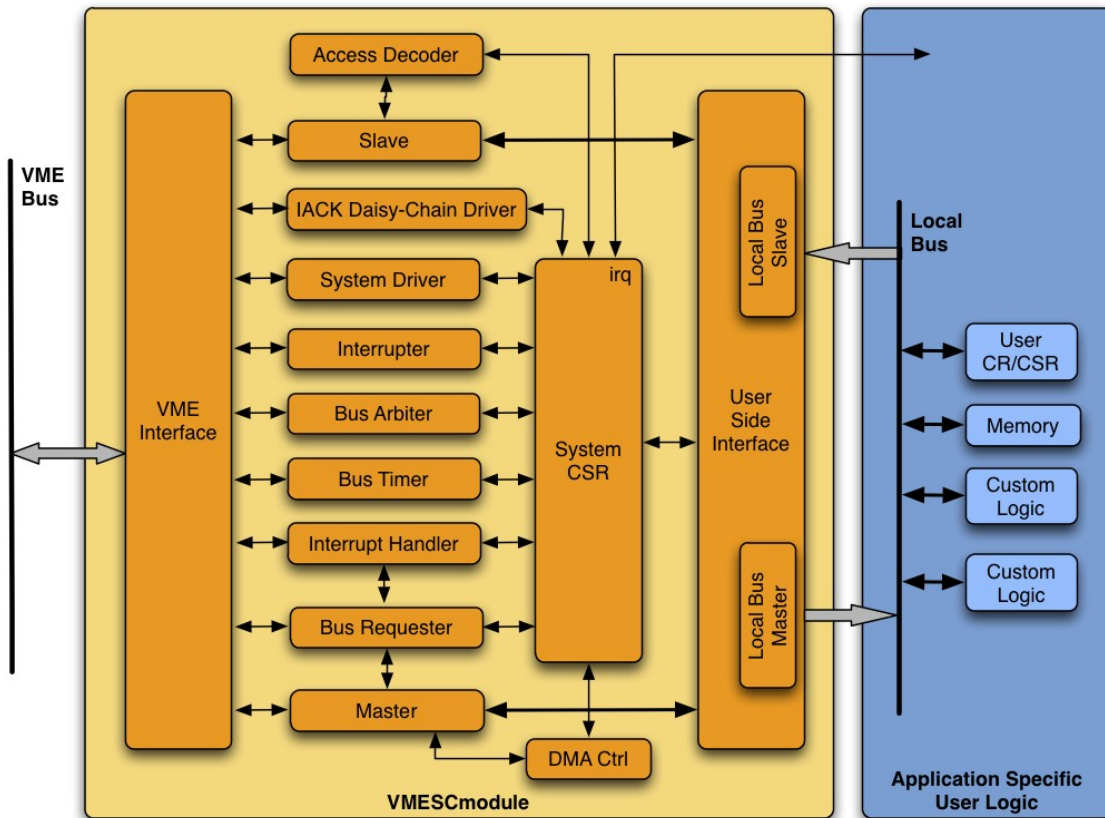 VME
Bus
VME
Interface
Access Decoder
Slave
IACK Daisy-Chain Driver
System Driver
Interrupter
Bus Arbiter
Bus Timer
Interrupt Handler
Bus Requester
Master
irq
System
CSR
DMA Ctrl
User
Side
Interface
Local Bus
Slave
Local Bus
Master
VMESCmodule
Local
Bus
User
CR/CSR
Memory
Custom
Logic
Custom
Logic
Application Specific
User Logic